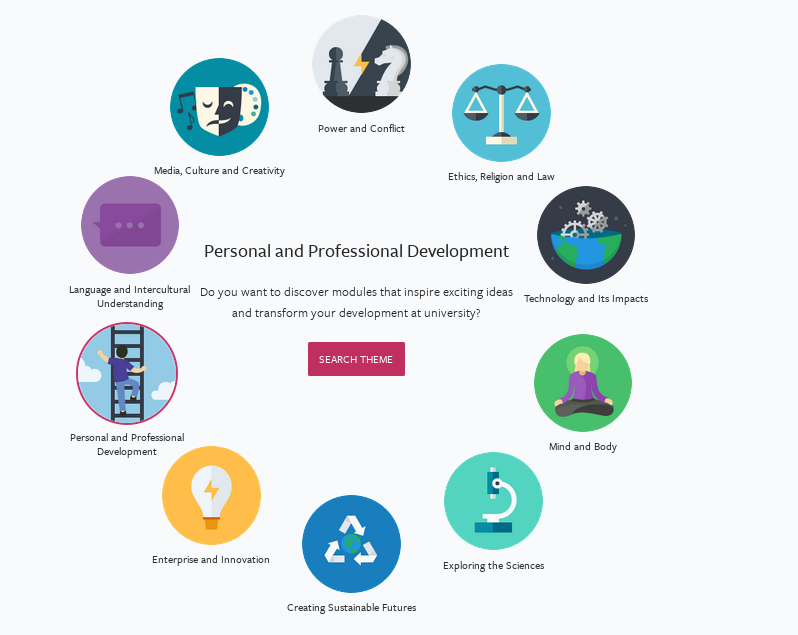 Power and Conflict
Media, Culture and Creativity
Ethics, Religion and Law
Personal and Professional Development
Do you want to discover modules that inspire exciting ideas
and transform your development at university?
SEARCH THEME
Language and Intercultural
Understanding
Technology and Its Impacts
Personal and Professional
Development
Mind and Body
Enterprise and Innovation
Exploring the Sciences
Creating Sustainable Futures